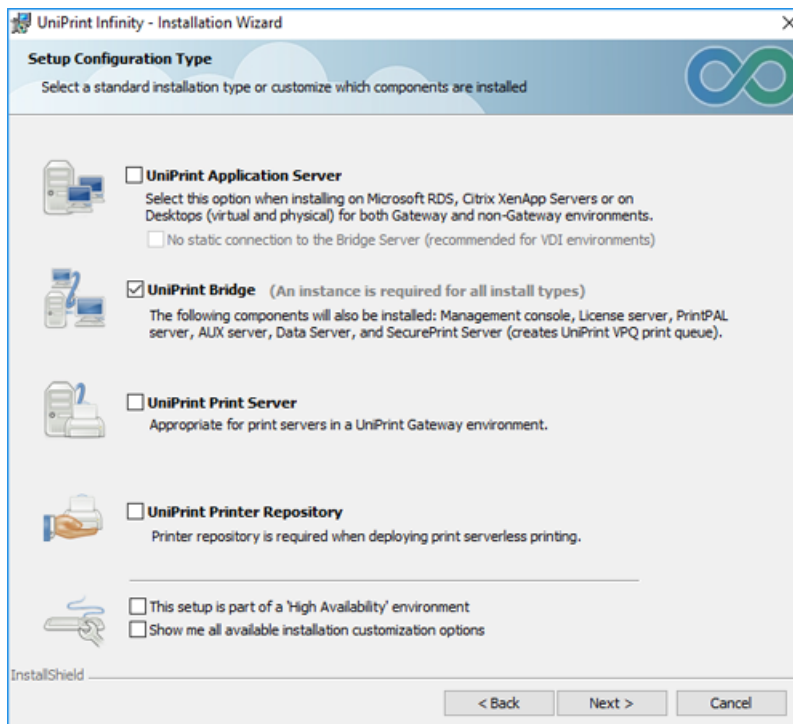 UniPrint Infinity - Installation Wizard
Setup Configuration Type
Select a standard installation type or customize which components are installed
UniPrint Application Server
Select this option when installing on Microsoft RDS, Citrix XenApp Servers or on
Desktops (virtual and physical) for both Gateway and non-Gateway environments.
No static connection to the Bridge Server (recommended for VDI environments)
UniPrint Bridge (An instance is required for all install types)
The following components will also be installed: Management console, License server, PrintPAL
server, AUX server, Data Server, and SecurePrint Server (creates UniPrint VPQ print queue).
UniPrint Print Server
Appropriate for print servers in a UniPrint Gateway environment.
UniPrint Printer Repository
Printer repository is required when deploying print serverless printing.
This setup is part of a 'High Availability' environment
Show me all available installation customization options
InstallShield
< Back Next > Cancel